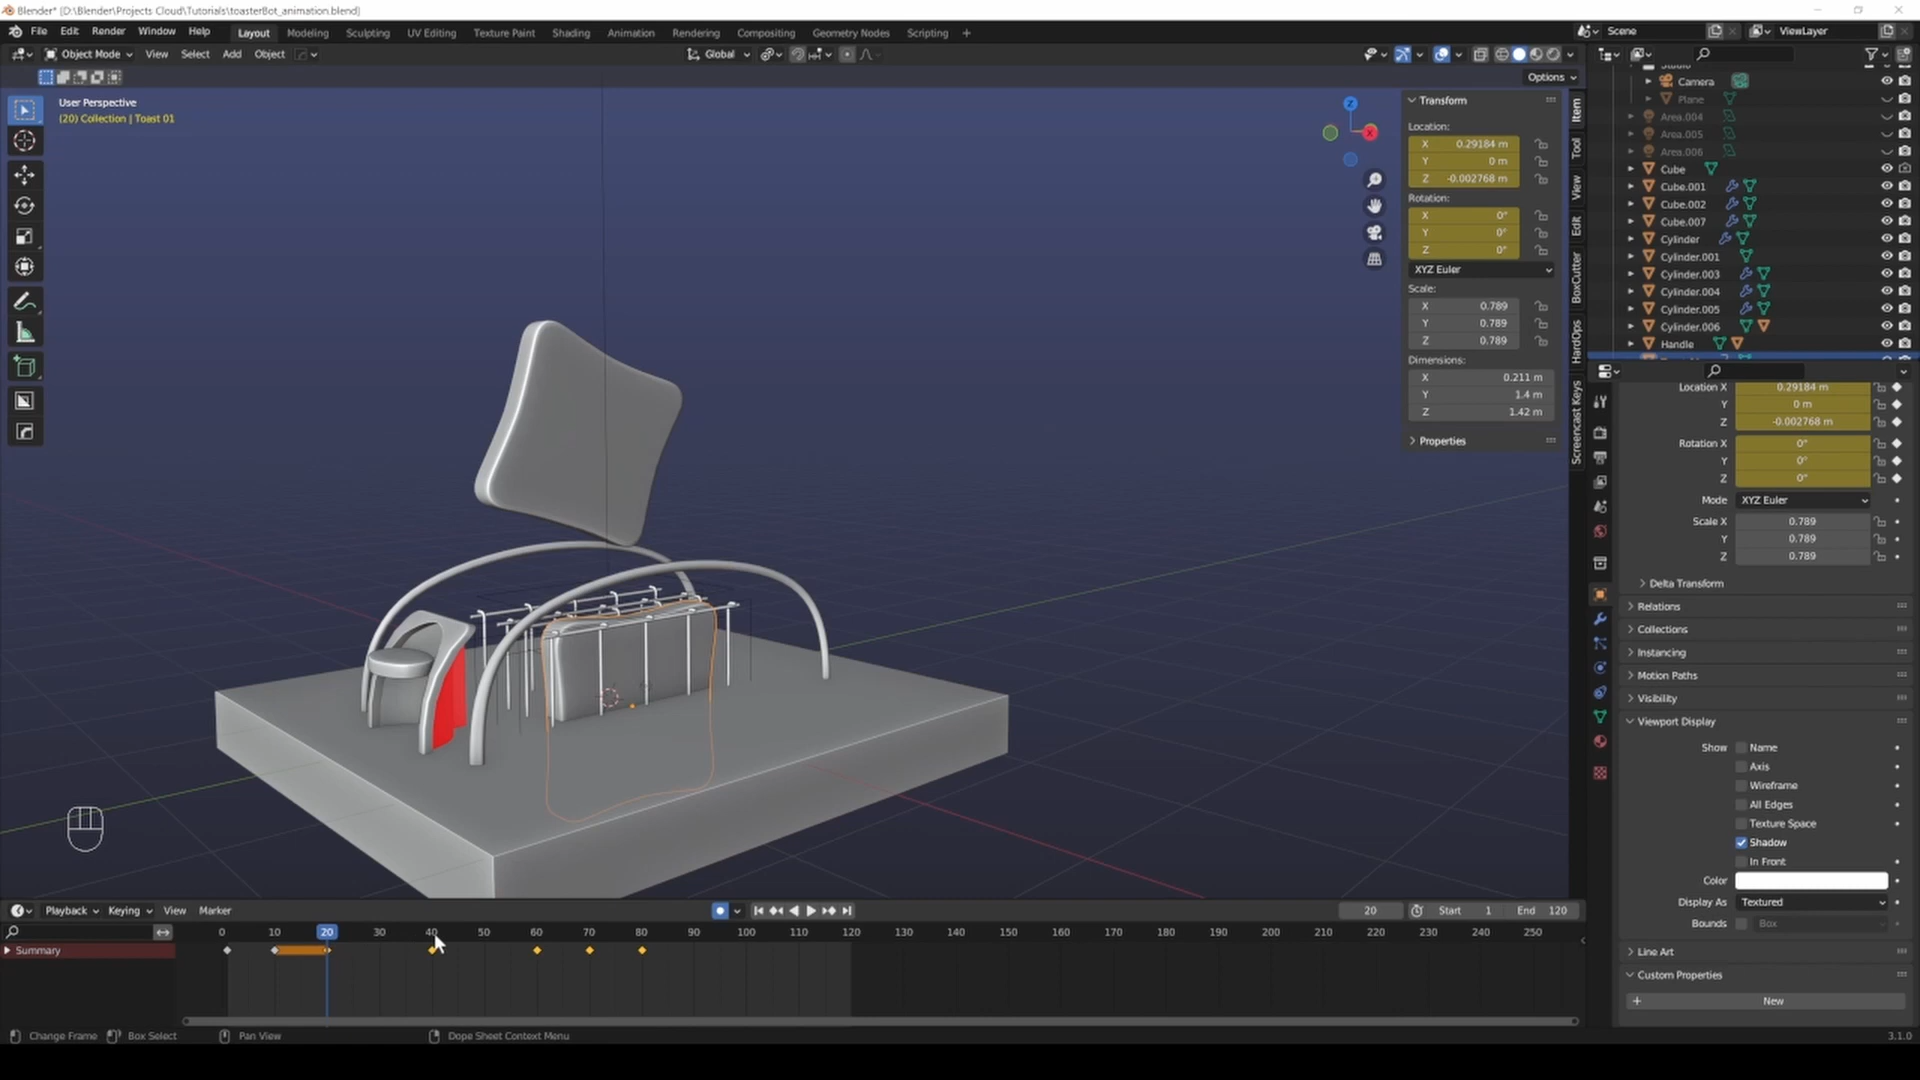 Blender* [D:\Blender\Projects Cloud\Tutorials\toasterBot_animation.blend]
File Edit Render Window Help Layout Modeling Sculpting UV Editing Texture Paint Shading Animation Rendering Compositing Geometry Nodes Scripting + Scene ViewLayer
Object Mode View Select Add Object Global
Options
User Perspective
(20) Collection | Toast 01
Z
X
Transform
Location:
X 0.29184 m
Y 0 m
Z -0.002768 m
Rotation:
X 0°
Y 0°
Z 0°
XYZ Euler
Scale:
X 0.789
Y 0.789
Z 0.789
Dimensions:
X 0.211 m
Y 1.4 m
Z 1.42 m
Properties
Item
Tool
View
Edit
BoxCutter
HardOps
Screencast Keys
Camera
Plane
Area.004
Area.005
Area.006
Cube
Cube.001
Cube.002
Cube.007
Cylinder
Cylinder.001
Cylinder.003
Cylinder.004
Cylinder.005
Cylinder.006
Handle
Location X 0.29184 m
Y 0 m
Z -0.002768 m
Rotation X 0°
Y 0°
Z 0°
Mode XYZ Euler
Scale X 0.789
Y 0.789
Z 0.789
Delta Transform
Relations
Collections
Instancing
Motion Paths
Visibility
Viewport Display
Show Name
Axis
Wireframe
All Edges
Texture Space
Shadow
In Front
Color
Display As Textured
Bounds Box
Line Art
Custom Properties
+ New
Playback Keying View Marker 20 Start 1 End 120
0 10 20 30 40 50 60 70 80 90 100 110 120 130 140 150 160 170 180 190 200 210 220 230 240 250
Summary
Change Frame Box Select Pan View Dope Sheet Context Menu 3.1.0